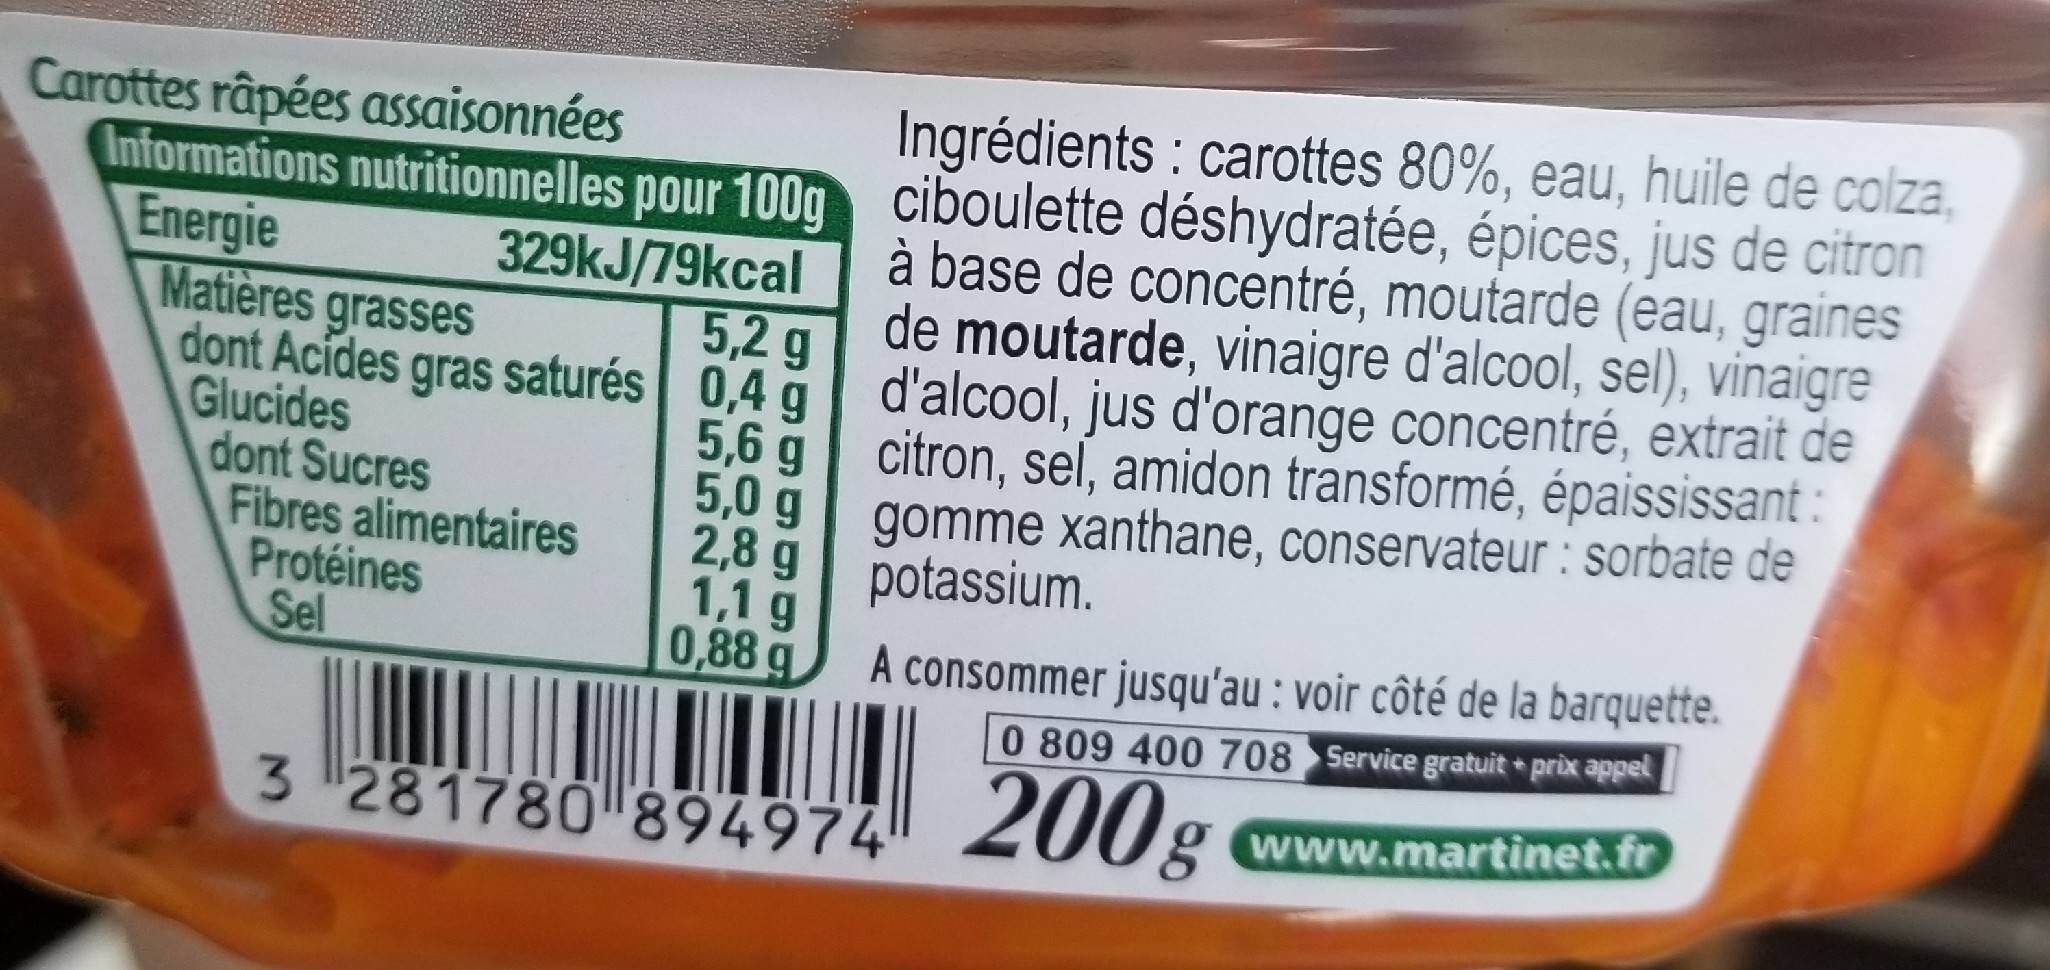 Carottes râpées assaisonnées
Informations nutritionnelles pour 100g
Energie 329kJ/79kcal
Matières grasses 5,2 g
dont Acides gras saturés 0,4 g
Glucides 5,6 g
dont Sucres 5,0 g
Fibres alimentaires 2,8 g
Protéines 1,1 g
Sel 0,88 g
3 281780 894974
Ingrédients : carottes 80%, eau, huile de colza,
ciboulette déshydratée, épices, jus de citron
à base de concentré, moutarde (eau, graines
de moutarde, vinaigre d'alcool, sel), vinaigre
d'alcool, jus d'orange concentré, extrait de
citron, sel, amidon transformé, épaississant :
gomme xanthane, conservateur : sorbate de
potassium.
A consommer jusqu'au : voir côté de la barquette.
0 809 400 708 Service gratuit + prix appel
200g www.martinet.fr